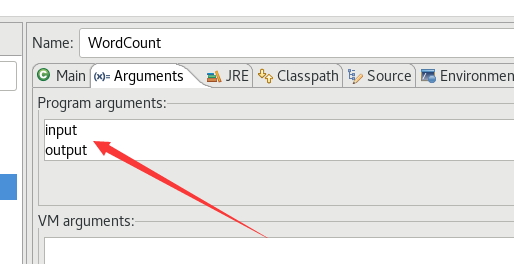 Name: WordCount
Main (x)= Arguments JRE Classpath Source Environmen
Program arguments:
input
output
VM arguments: